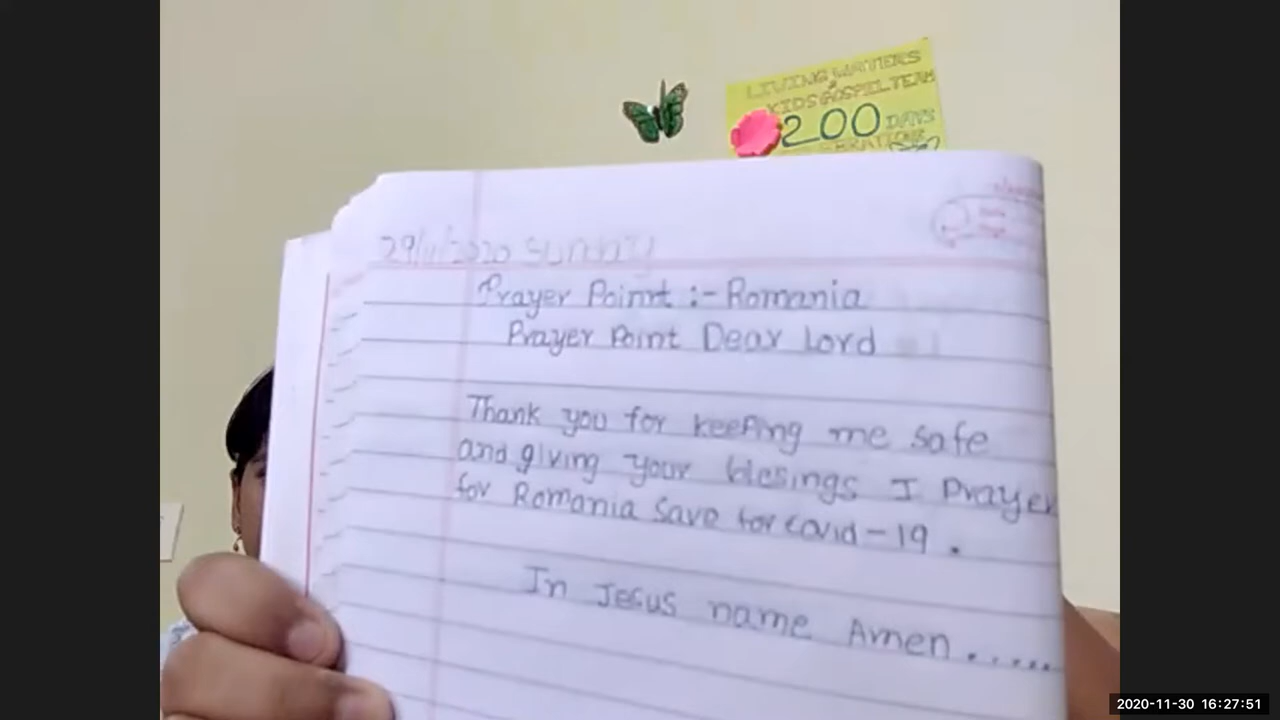 LIVING WATTERS
KIDS GOSPIL TEAM
200 DAYS
29/11/2020 SUNDAY
Prayer Point :- Romania
Prayer Point Dear Lord
Thank you for keeping me safe
and giving your blesings I Prayer
for Romania save for covid-19.
In Jesus name Amen......
2020-11-30 16:27:51